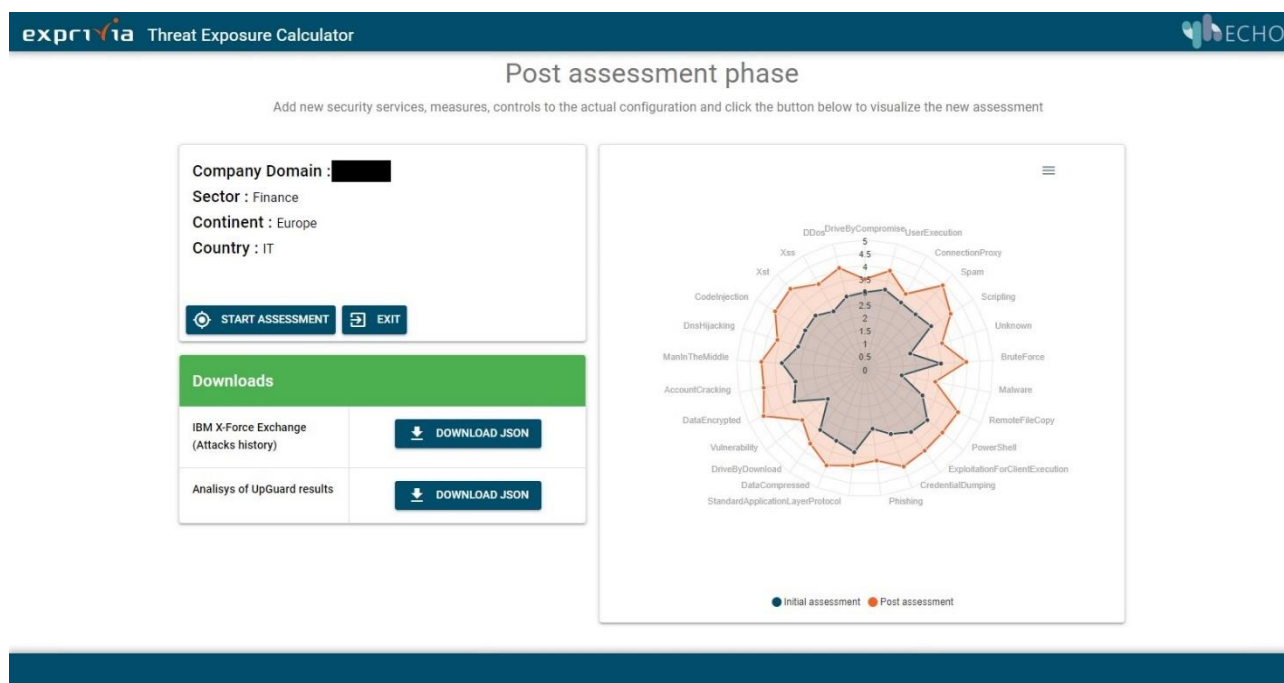 exprivia Threat Exposure Calculator
ECHO
Post assessment phase
Add new security services, measures, controls to the actual configuration and click the button below to visualize the new assessment
Company Domain :
Sector : Finance
Continent : Europe
Country : IT
START ASSESSMENT
EXIT
Downloads
IBM X-Force Exchange
(Attacks history)
DOWNLOAD JSON
Analisys of UpGuard results
DOWNLOAD JSON
DriveByCompromise
UserExecution
ConnectionProxy
Spam
Scripting
Unknown
BruteForce
Malware
RemoteFileCopy
PowerShell
ExploitationForClientExecution
CredentialDumping
Phishing
StandardApplicationLayerProtocol
DataCompressed
DriveByDownload
Vulnerability
DataEncrypted
AccountCracking
ManInTheMiddle
DnsHijacking
CodeInjection
Xst
Xss
DDos
5
4.5
4
3.5
3
2.5
2
1.5
1
0.5
0
Initial assessment
Post assessment